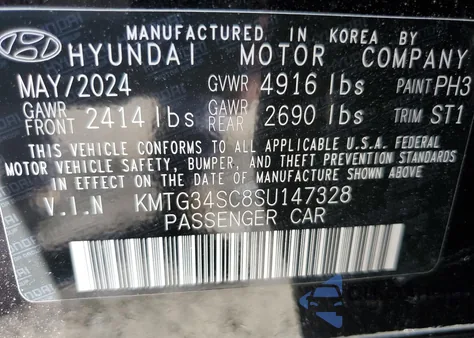 MANUFACTURED IN KOREA BY
HYUNDAI MOTOR COMPANY
MAY/2024 GVWR 4916 lbs PAINT PH3
GAWR FRONT 2414 lbs GAWR REAR 2690 lbs TRIM ST1
THIS VEHICLE CONFORMS TO ALL APPLICABLE U.S.A. FEDERAL
MOTOR VEHICLE SAFETY, BUMPER, AND THEFT PREVENTION STANDARDS
IN EFFECT ON THE DATE OF MANUFACTURE SHOWN ABOVE.
V.I.N KMTG34SC8SU147328
PASSENGER CAR